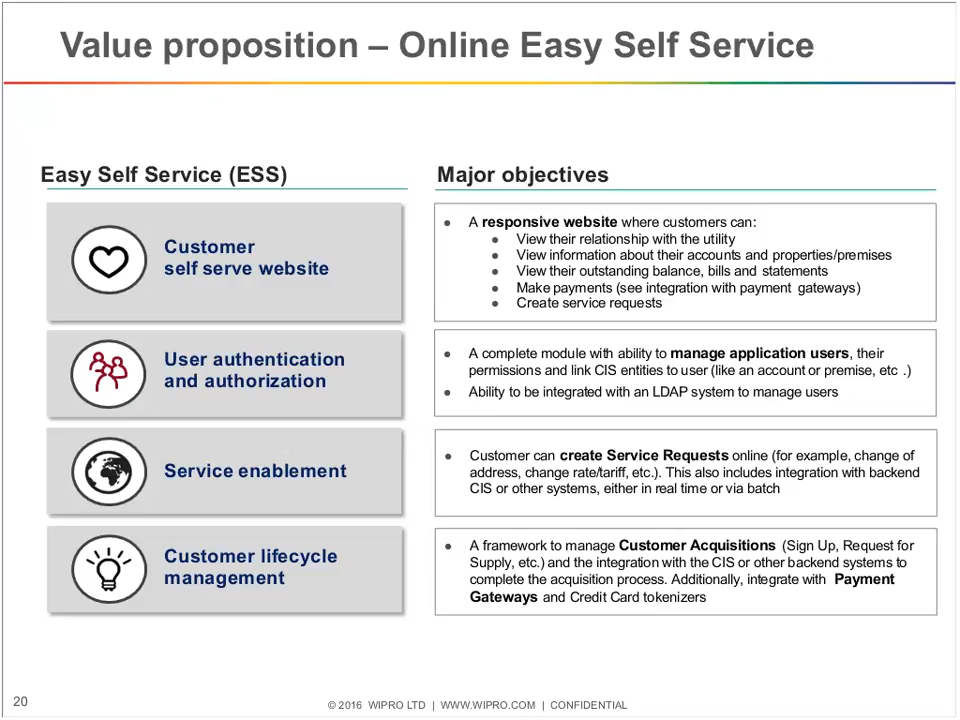 Value proposition – Online Easy Self Service
Easy Self Service (ESS)
Major objectives
Customer
self serve website
● A responsive website where customers can:
● View their relationship with the utility
● View information about their accounts and properties/premises
● View their outstanding balance, bills and statements
● Make payments (see integration with payment gateways)
● Create service requests
User authentication
and authorization
● A complete module with ability to manage application users, their
permissions and link CIS entities to user (like an account or premise, etc .)
● Ability to be integrated with an LDAP system to manage users
Service enablement
● Customer can create Service Requests online (for example, change of
address, change rate/tariff, etc.). This also includes integration with backend
CIS or other systems, either in real time or via batch
Customer lifecycle
management
● A framework to manage Customer Acquisitions (Sign Up, Request for
Supply, etc.) and the integration with the CIS or other backend systems to
complete the acquisition process. Additionally, integrate with Payment
Gateways and Credit Card tokenizers
20
© 2016 WIPRO LTD | WWW.WIPRO.COM | CONFIDENTIAL